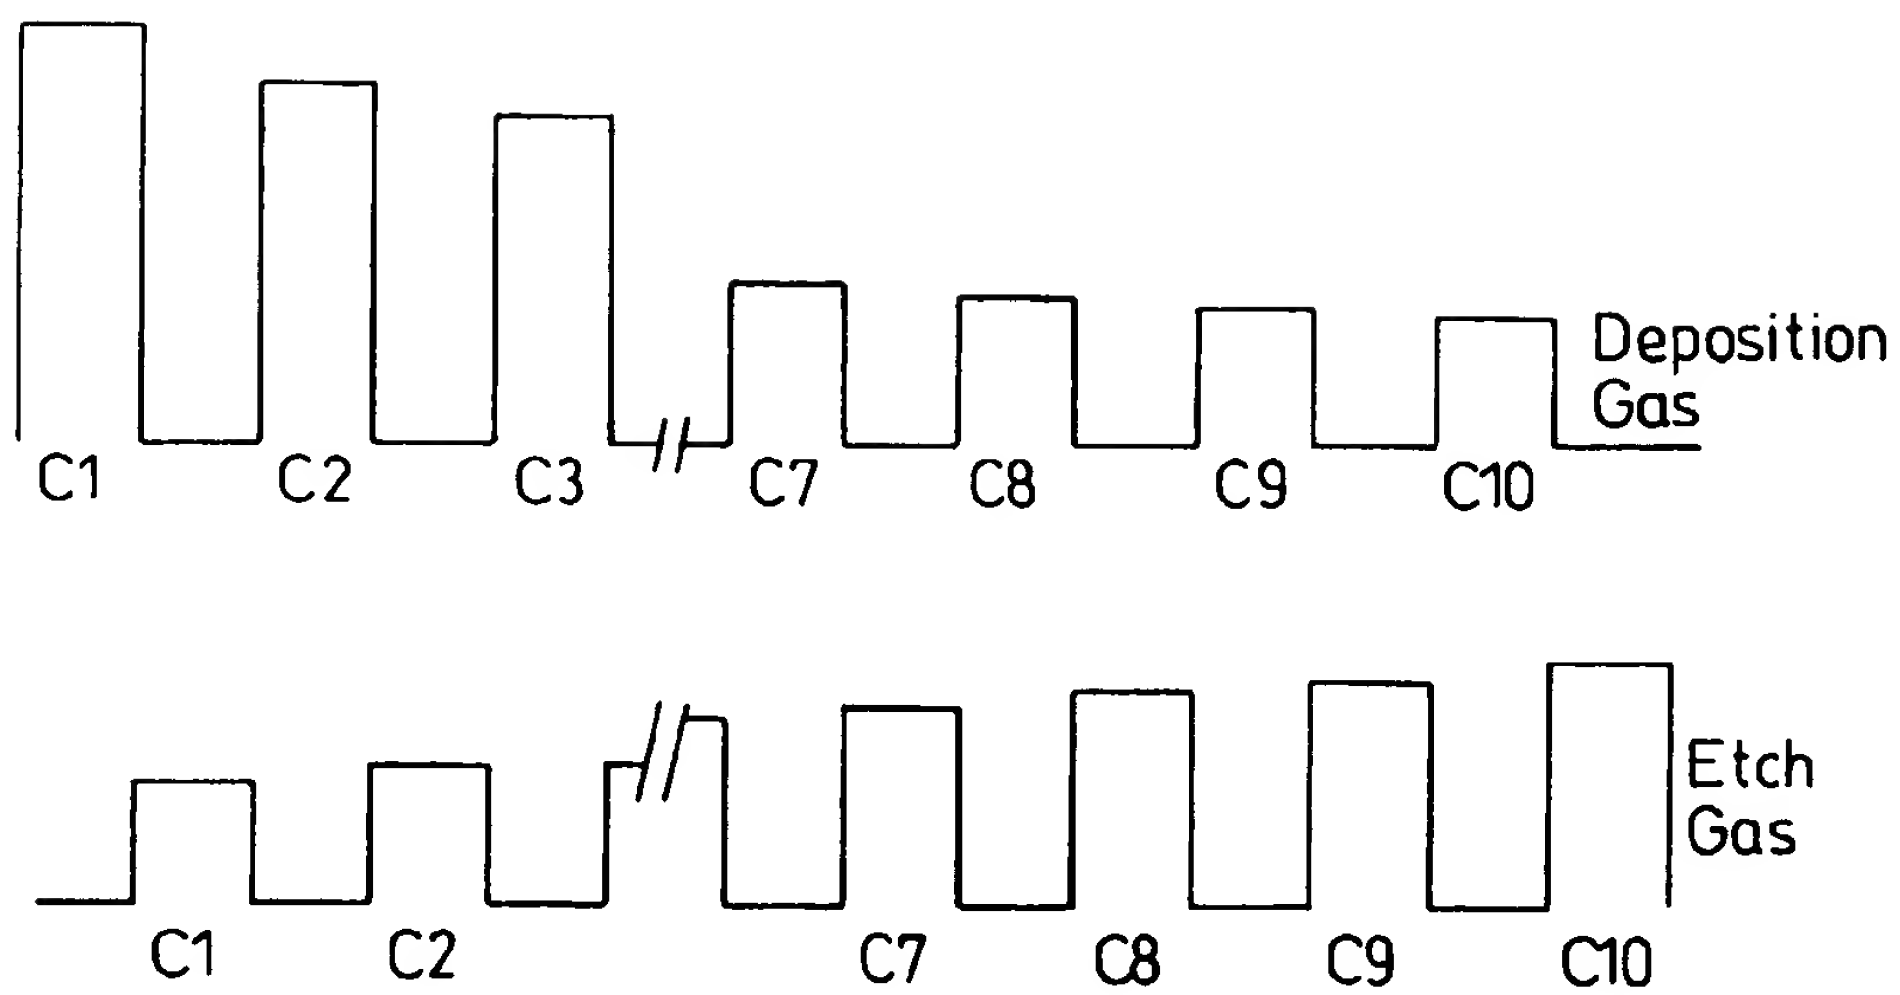 Deposition
Gas
C1 C2 C3 C7 C8 C9 C10
Etch
Gas
C1 C2 C7 C8 C9 C10